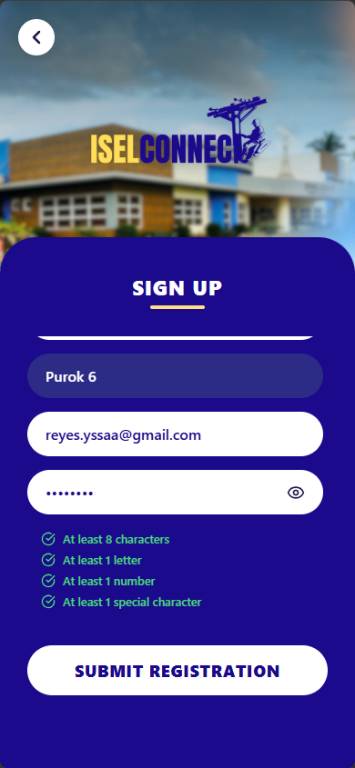 ISELCONNECT
SIGN UP
Purok 6
reyes.yssaa@gmail.com
••••••••
At least 8 characters
At least 1 letter
At least 1 number
At least 1 special character
SUBMIT REGISTRATION